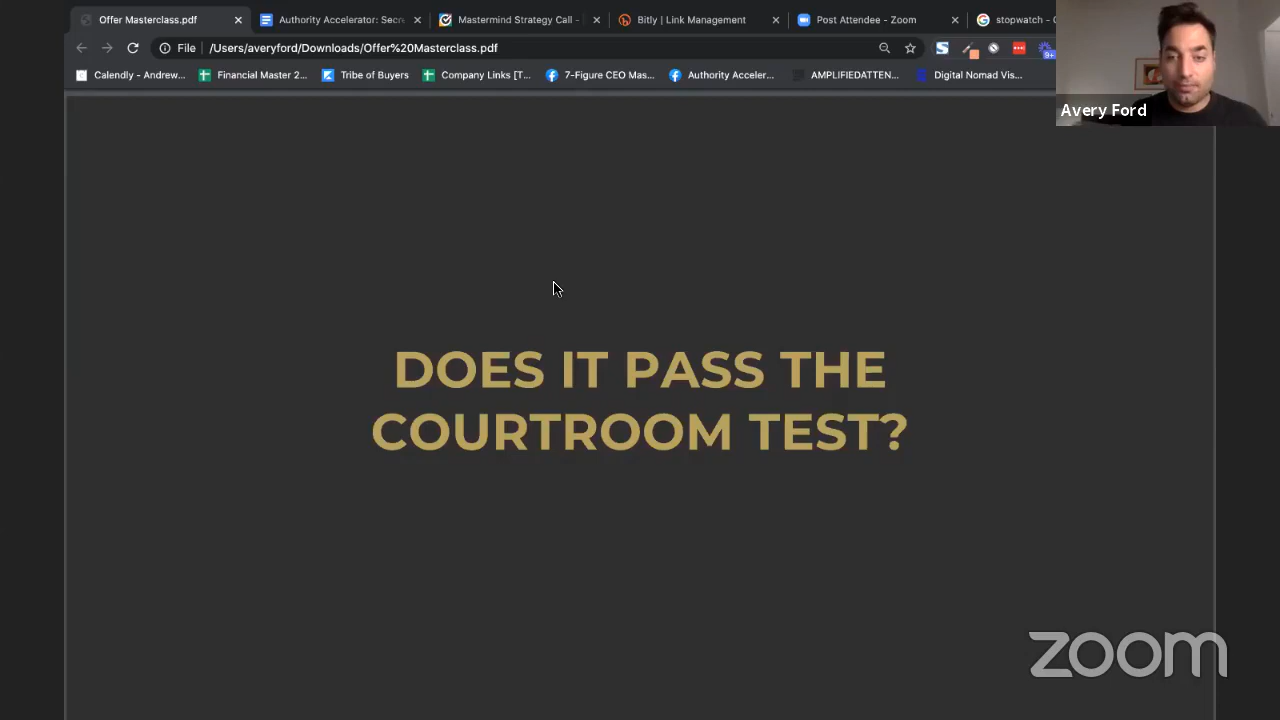 Offer Masterclass.pdf
Authority Accelerator: Secre
Mastermind Strategy Call -
Bitly | Link Management
Post Attendee - Zoom
stopwatch - G
File
/Users/averyford/Downloads/Offer%20Masterclass.pdf
9+
Calendly - Andrew...
Financial Master 2...
Tribe of Buyers
Company Links [T...
7-Figure CEO Mas...
Authority Acceler...
AMPLIFIEDATTEN...
Digital Nomad Vis...
Avery Ford
DOES IT PASS THE
COURTROOM TEST?
zoom